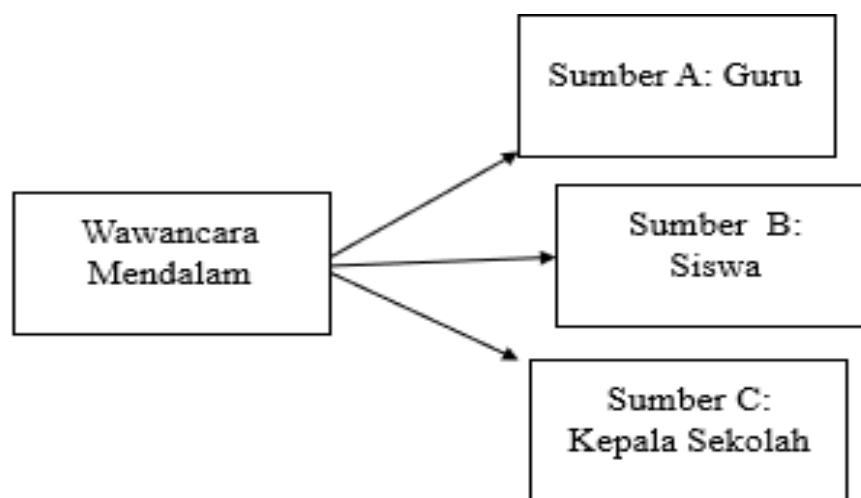 Sumber A: Guru
Wawancara
Mendalam
Sumber B:
Siswa
Sumber C:
Kepala Sekolah